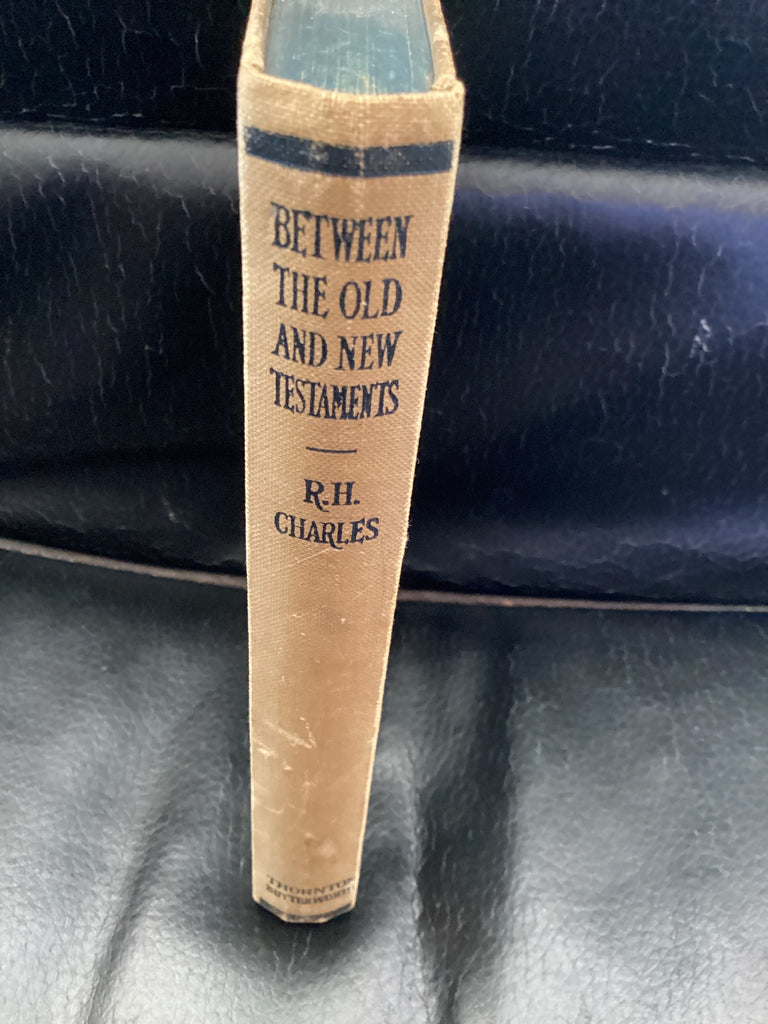 BETWEEN
THE OLD
AND NEW
TESTAMENTS
R.H.
CHARLES
THORNTON
BUTTERWORTH